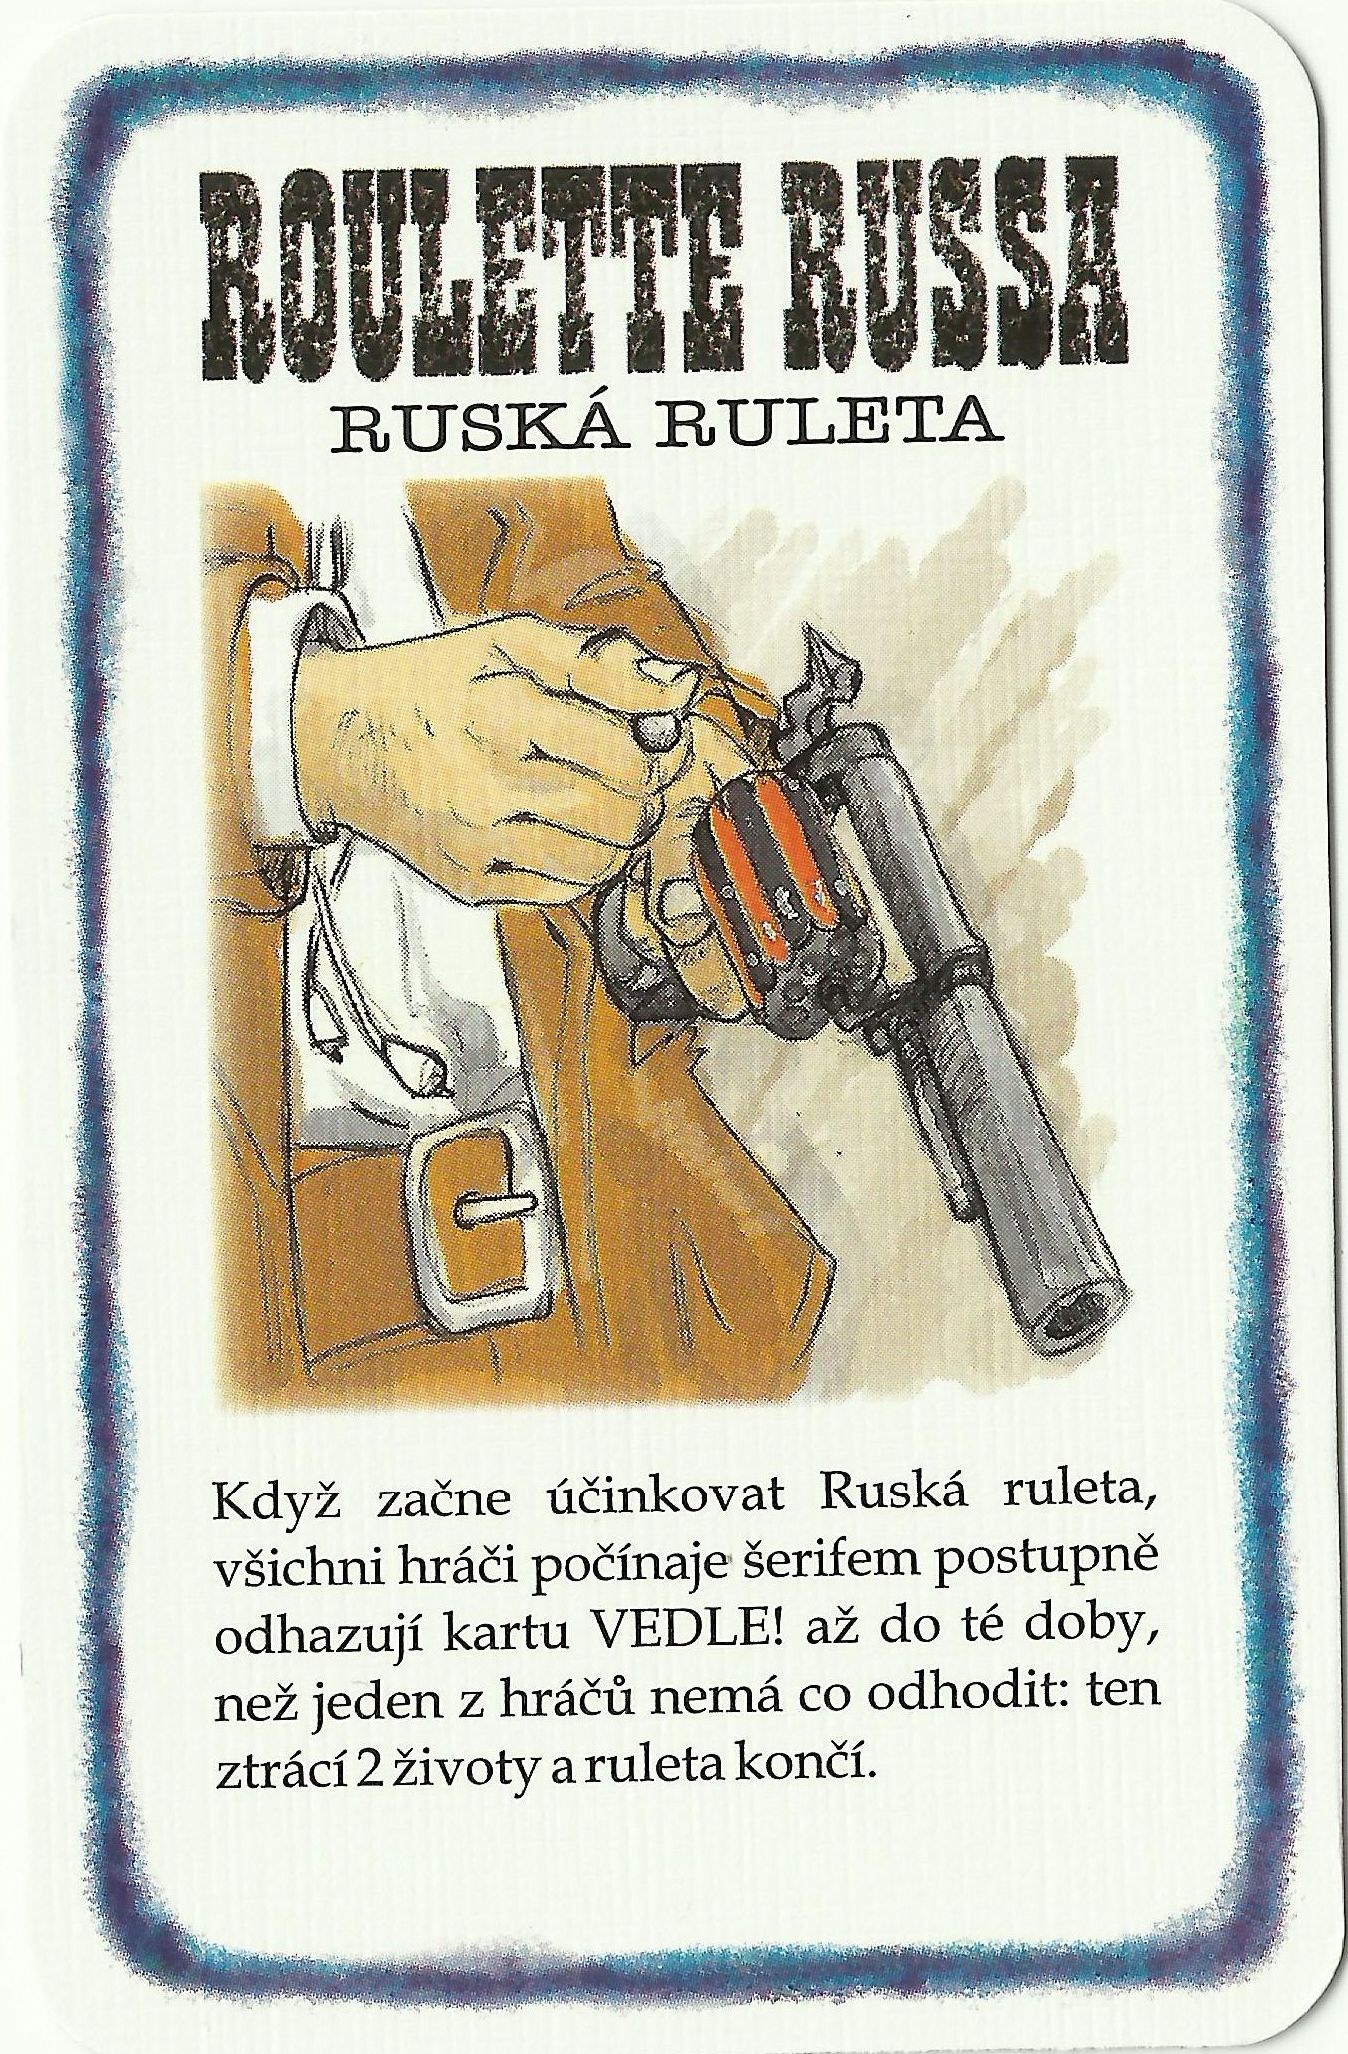 ROULETTE RUSSA
RUSKÁ RULETA
Když začne účinkovat Ruská ruleta,
všichni hráči počínaje šerifem postupně
odhazují kartu VEDLE! až do té doby,
než jeden z hráčů nemá co odhodit: ten
ztrácí 2 životy a ruleta končí.